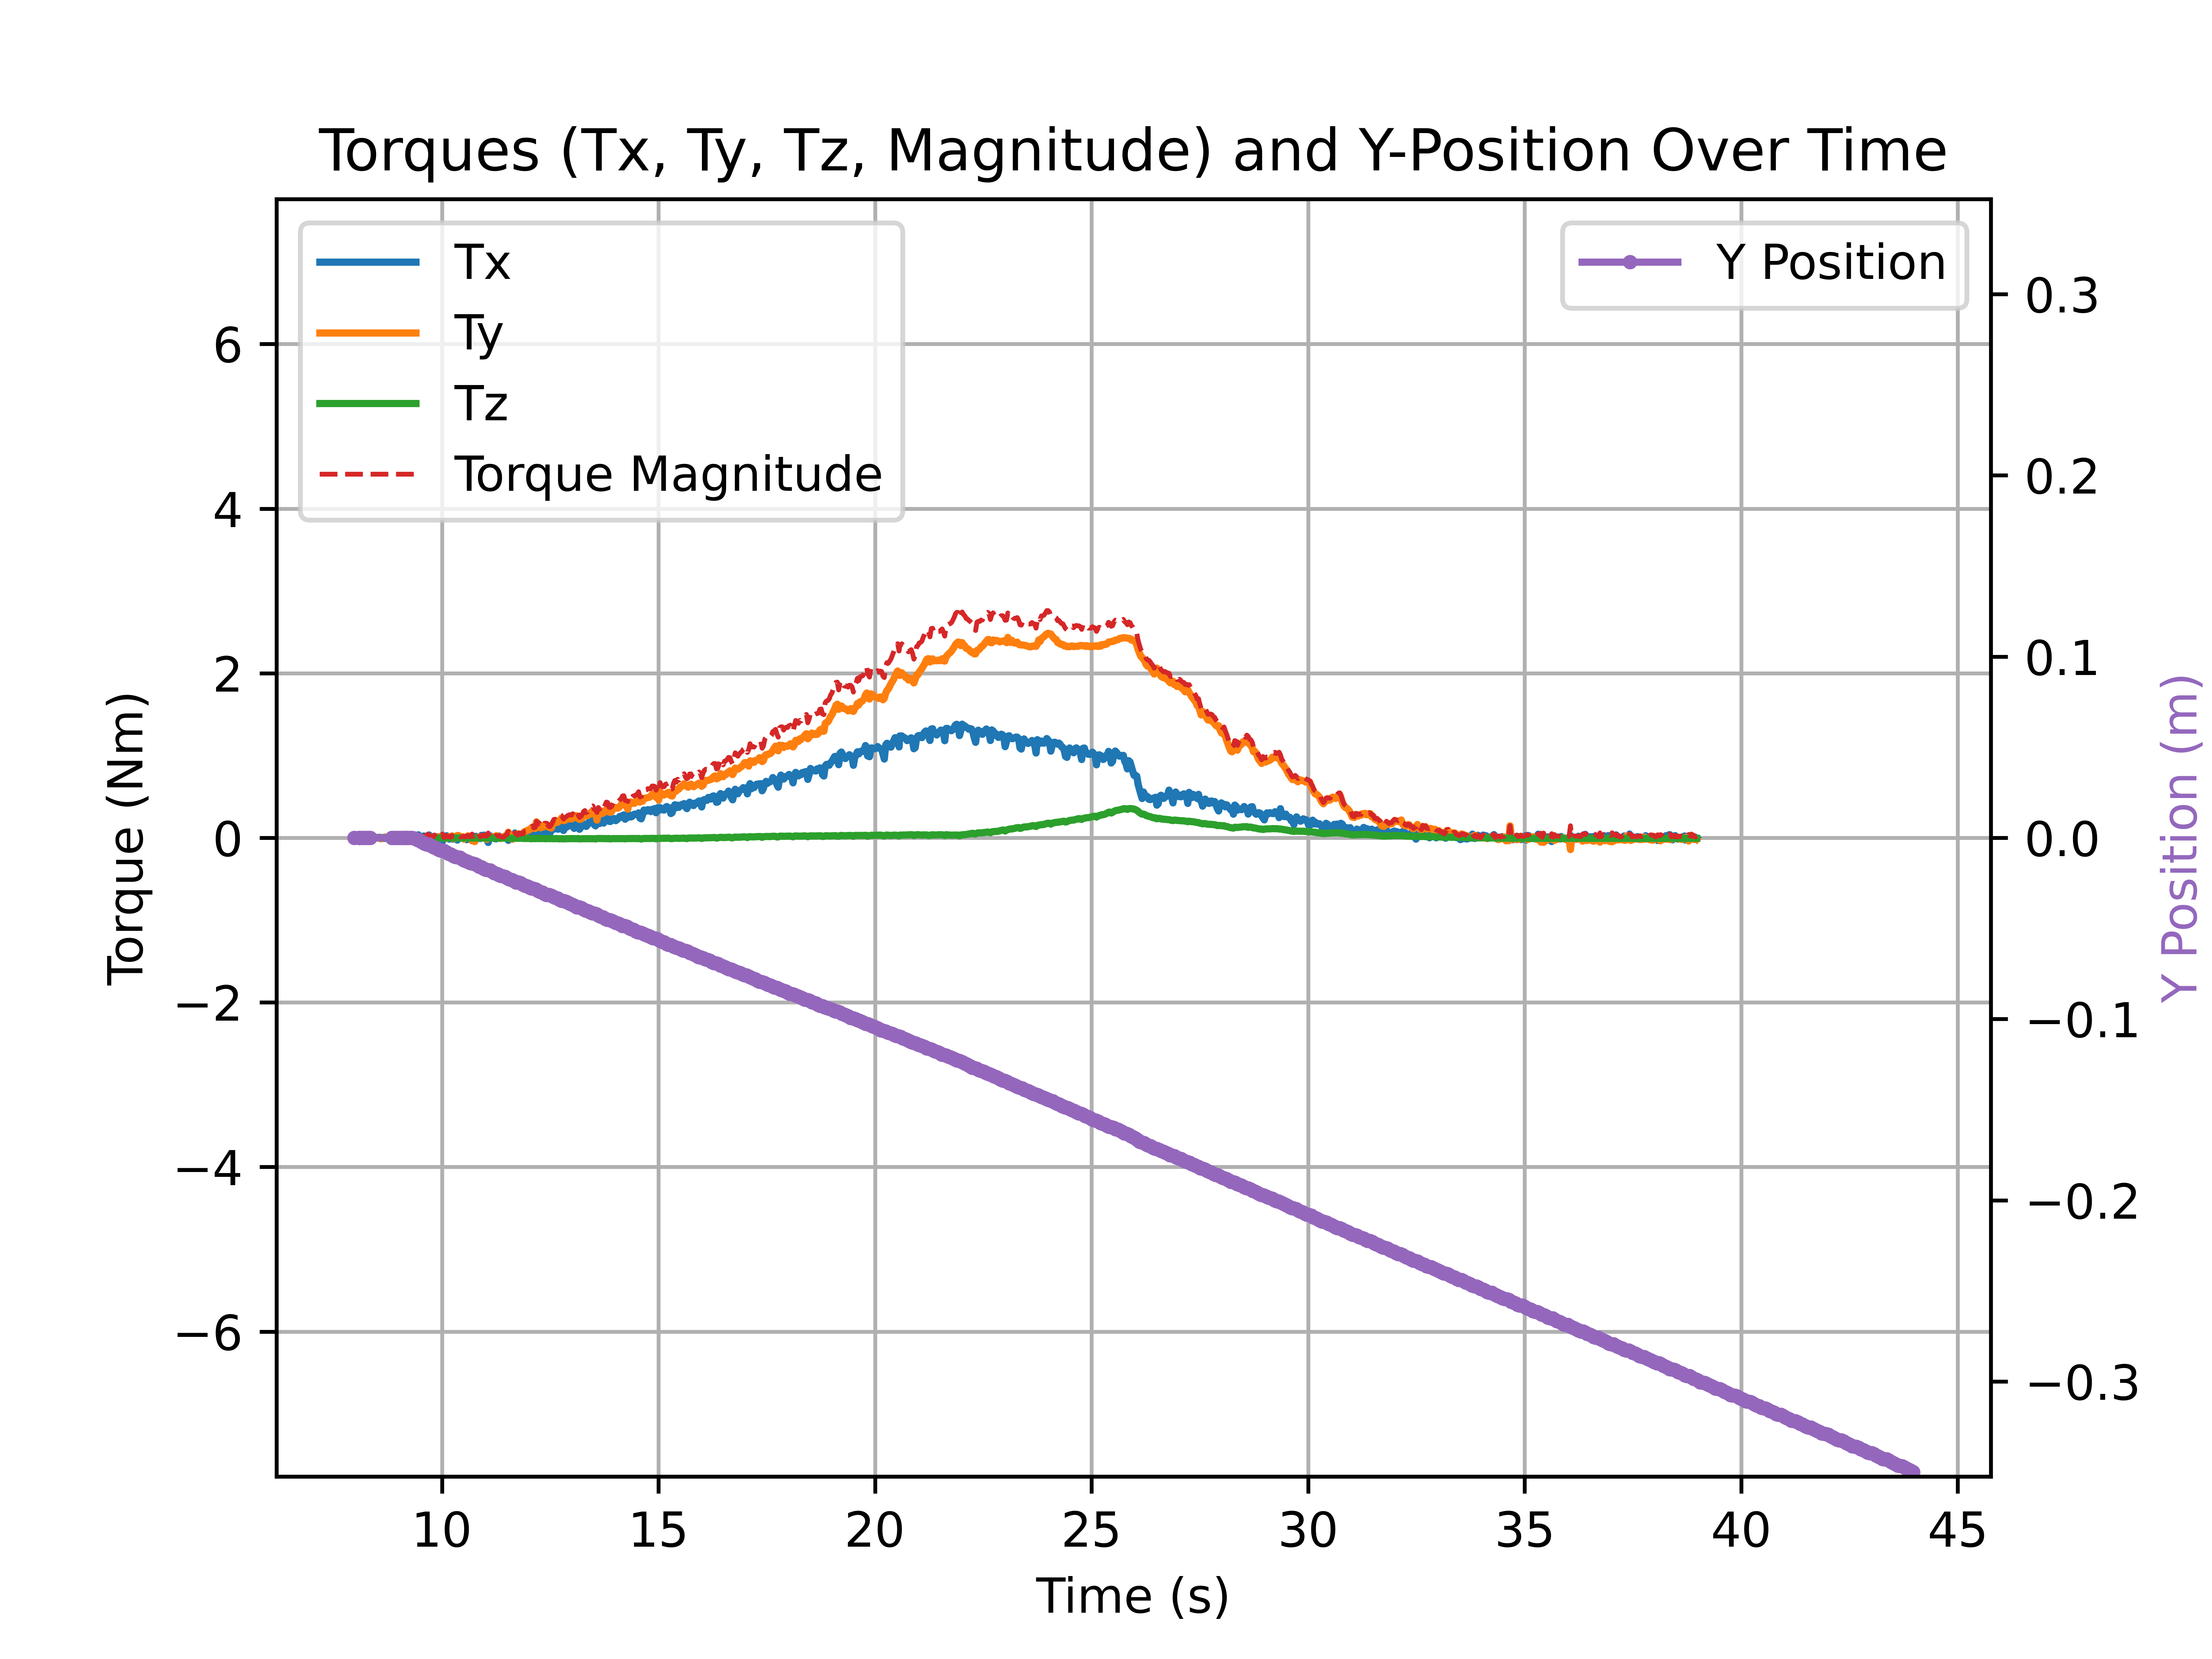 Torques (Tx, Ty, Tz, Magnitude) and Y-Position Over Time
Tx
Ty
Tz
Torque Magnitude
Y Position
Torque (Nm)
6
4
2
0
−2
−4
−6
0.3
0.2
0.1
0.0
−0.1
−0.2
−0.3
Y Position (m)
10 15 20 25 30 35 40 45
Time (s)